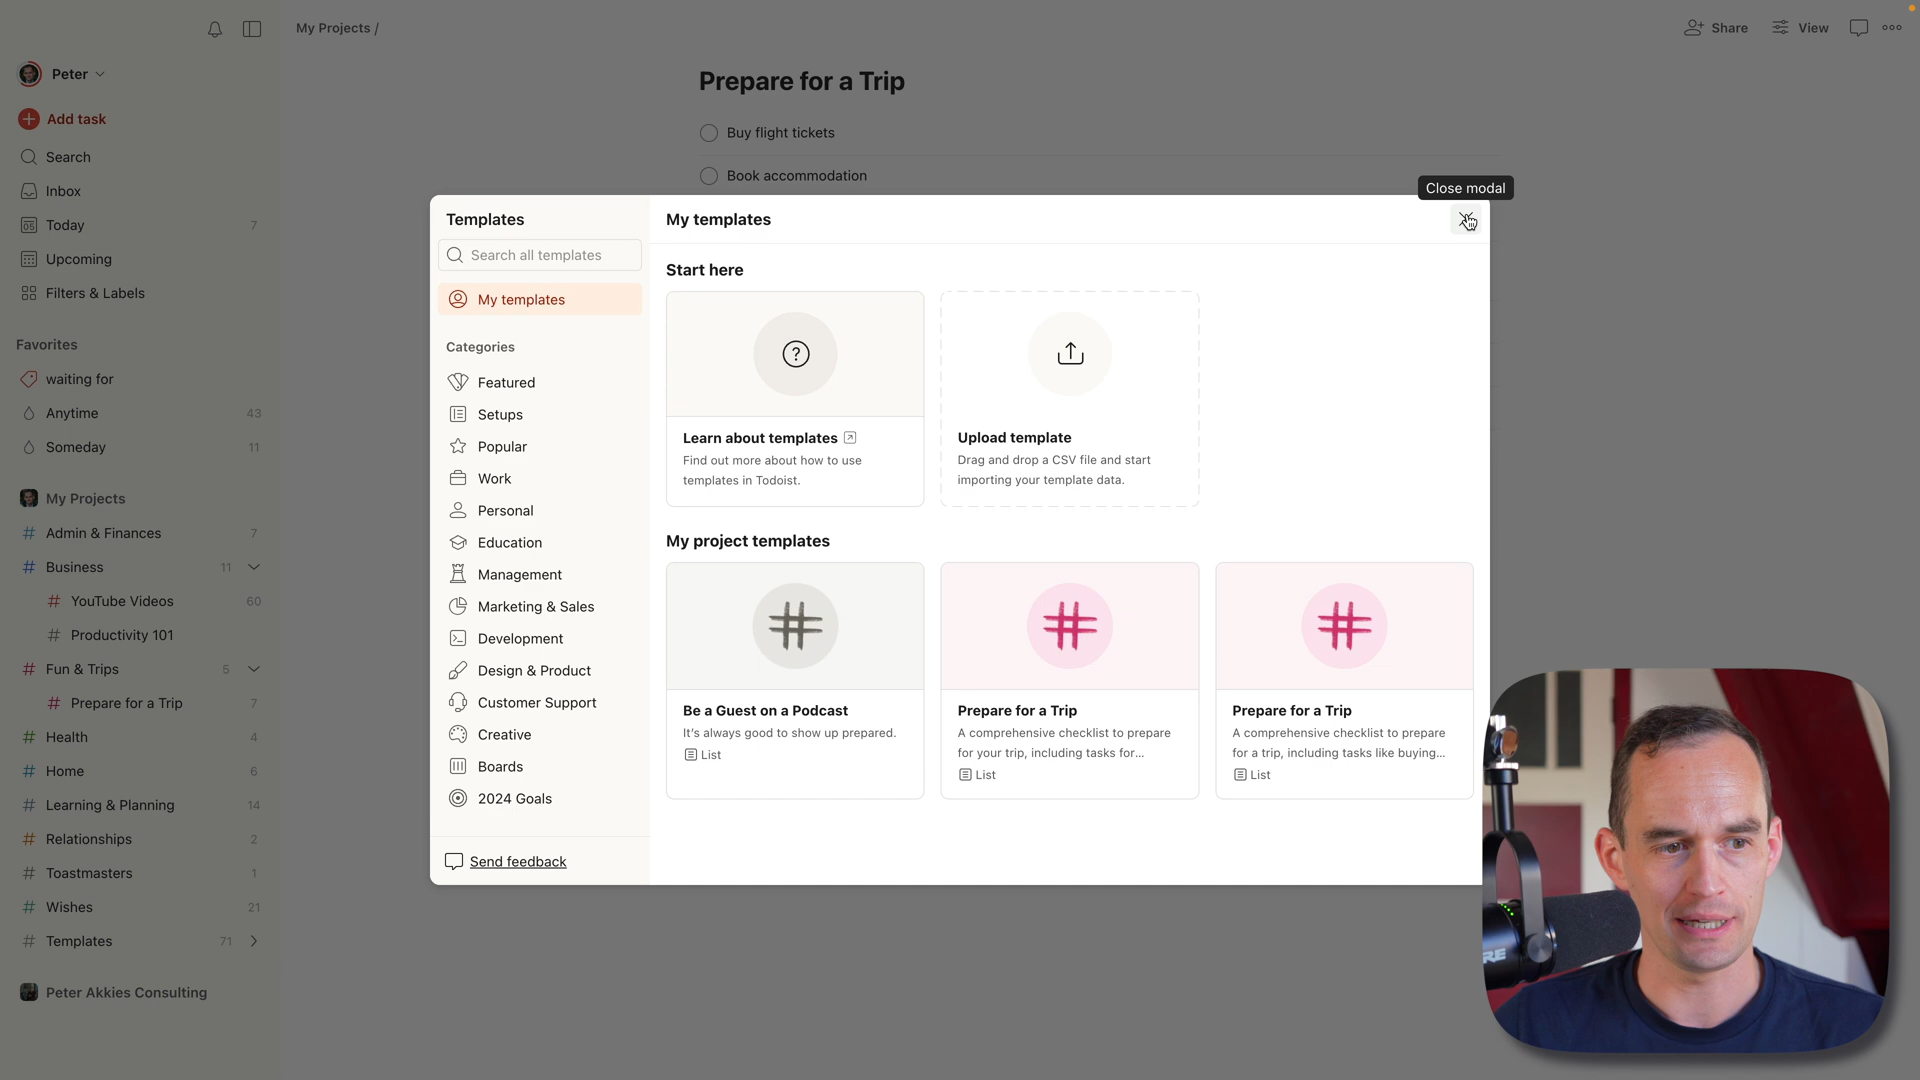 My Projects /
Share
View
Peter
Add task
Search
Inbox
Today 7
Upcoming
Filters & Labels
Favorites
waiting for
Anytime 43
Someday 11
My Projects
Admin & Finances 7
Business 11
YouTube Videos 60
Productivity 101
Fun & Trips 5
Prepare for a Trip 7
Health 4
Home 6
Learning & Planning 14
Relationships 2
Toastmasters 1
Wishes 21
Templates 71
Peter Akkies Consulting
Prepare for a Trip
Buy flight tickets
Book accommodation
Close modal
Templates
Search all templates
My templates
Categories
Featured
Setups
Popular
Work
Personal
Education
Management
Marketing & Sales
Development
Design & Product
Customer Support
Creative
Boards
2024 Goals
Send feedback
My templates
Start here
Learn about templates
Find out more about how to use
templates in Todoist.
Upload template
Drag and drop a CSV file and start
importing your template data.
My project templates
Be a Guest on a Podcast
It's always good to show up prepared.
List
Prepare for a Trip
A comprehensive checklist to prepare
for your trip, including tasks for...
List
Prepare for a Trip
A comprehensive checklist to prepare
for a trip, including tasks like buying...
List